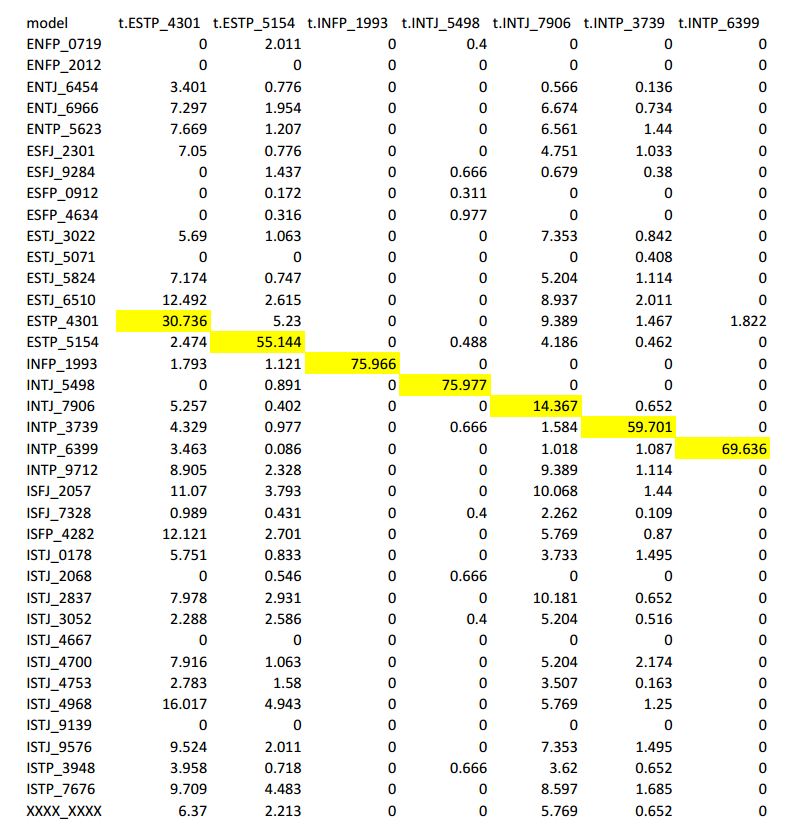 model t.ESTP_4301 t.ESTP_5154 t.INFP_1993 t.INTJ_5498 t.INTJ_7906 t.INTP_3739 t.INTP_6399
ENFP_0719 0 2.011 0 0.4 0 0 0
ENFP_2012 0 0 0 0 0 0 0
ENTJ_6454 3.401 0.776 0 0 0.566 0.136 0
ENTJ_6966 7.297 1.954 0 0 6.674 0.734 0
ENTP_5623 7.669 1.207 0 0 6.561 1.44 0
ESFJ_2301 7.05 0.776 0 0 4.751 1.033 0
ESFJ_9284 0 1.437 0 0.666 0.679 0.38 0
ESFP_0912 0 0.172 0 0.311 0 0 0
ESFP_4634 0 0.316 0 0.977 0 0 0
ESTJ_3022 5.69 1.063 0 0 7.353 0.842 0
ESTJ_5071 0 0 0 0 0 0.408 0
ESTJ_5824 7.174 0.747 0 0 5.204 1.114 0
ESTJ_6510 12.492 2.615 0 0 8.937 2.011 0
ESTP_4301 30.736 5.23 0 0 9.389 1.467 1.822
ESTP_5154 2.474 55.144 0 0.488 4.186 0.462 0
INFP_1993 1.793 1.121 75.966 0 0 0 0
INTJ_5498 0 0.891 0 75.977 0 0 0
INTJ_7906 5.257 0.402 0 0 14.367 0.652 0
INTP_3739 4.329 0.977 0 0.666 1.584 59.701 0
INTP_6399 3.463 0.086 0 0 1.018 1.087 69.636
INTP_9712 8.905 2.328 0 0 9.389 1.114 0
ISFJ_2057 11.07 3.793 0 0 10.068 1.44 0
ISFJ_7328 0.989 0.431 0 0.4 2.262 0.109 0
ISFP_4282 12.121 2.701 0 0 5.769 0.87 0
ISTJ_0178 5.751 0.833 0 0 3.733 1.495 0
ISTJ_2068 0 0.546 0 0.666 0 0 0
ISTJ_2837 7.978 2.931 0 0 10.181 0.652 0
ISTJ_3052 2.288 2.586 0 0.4 5.204 0.516 0
ISTJ_4667 0 0 0 0 0 0 0
ISTJ_4700 7.916 1.063 0 0 5.204 2.174 0
ISTJ_4753 2.783 1.58 0 0 3.507 0.163 0
ISTJ_4968 16.017 4.943 0 0 5.769 1.25 0
ISTJ_9139 0 0 0 0 0 0 0
ISTJ_9576 9.524 2.011 0 0 7.353 1.495 0
ISTP_3948 3.958 0.718 0 0.666 3.62 0.652 0
ISTP_7676 9.709 4.483 0 0 8.597 1.685 0
XXXX_XXXX 6.37 2.213 0 0 5.769 0.652 0